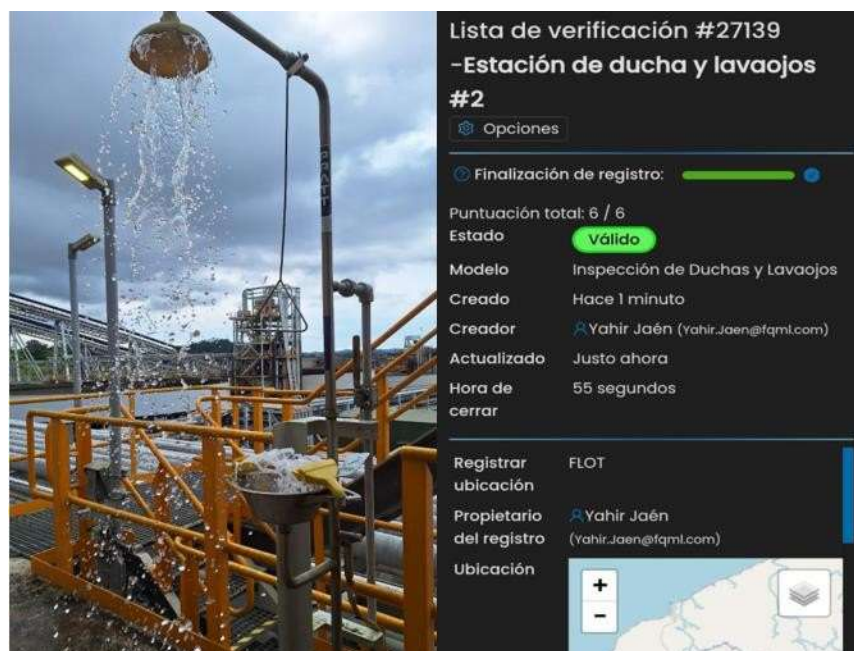 PRATT
Lista de verificación #27139
-Estación de ducha y lavaojos
#2
Opciones
Finalización de registro:
Puntuación total: 6 / 6
Estado Válido
Modelo Inspección de Duchas y Lavaojos
Creado Hace 1 minuto
Creador Yahir Jaén (Yahir.Jaen@fqml.com)
Actualizado Justo ahora
Hora de 55 segundos
cerrar
Registrar FLOT
ubicación
Propietario Yahir Jaén
del registro (Yahir.Jaen@fqml.com)
Ubicación
+
−